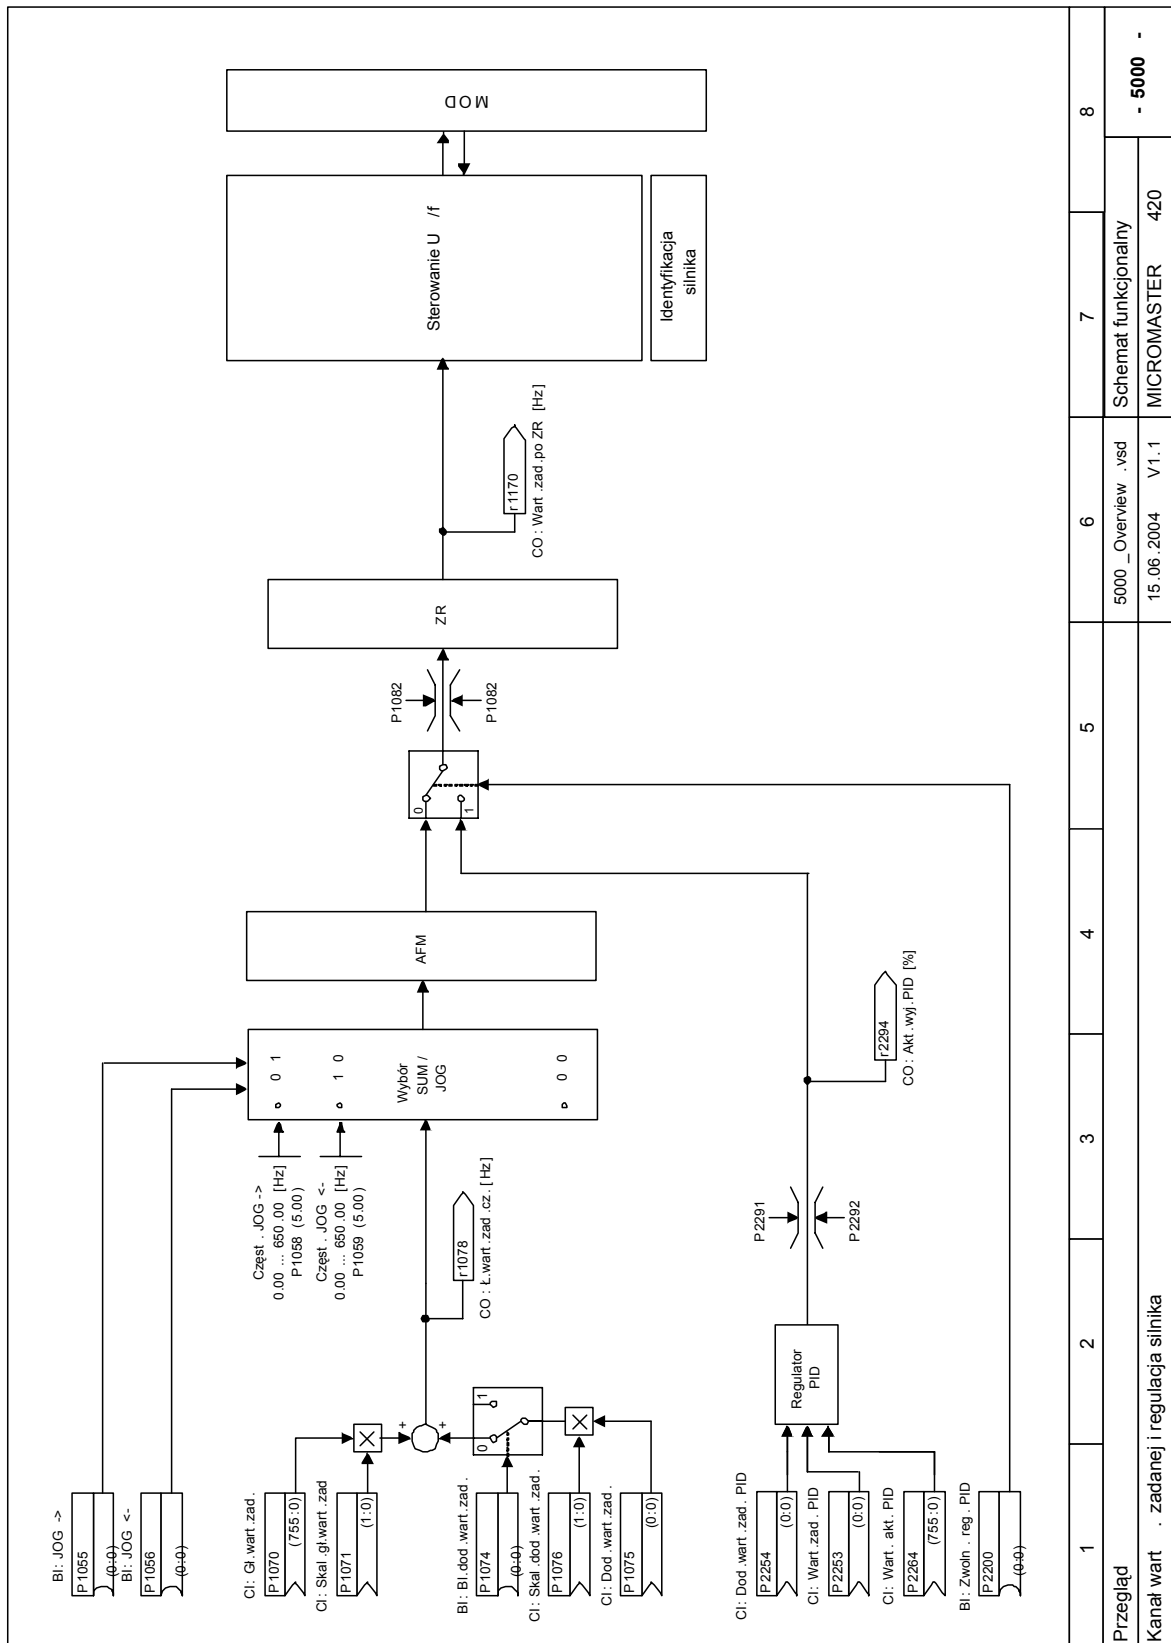 BI: JOG ->
P1055
(0:0)
BI: JOG <-
P1056
(0:0)
CI: Gł.wart.zad.
P1070
(755:0)
CI: Skal.gł.wart.zad
P1071
(1:0)
BI: Bl.dod.wart.zad.
P1074
(0:0)
CI: Skal.dod.wart.zad.
P1076
(1:0)
CI: Dod.wart.zad.
P1075
(0:0)
0
1
+
+
Częst. JOG ->
0.00 ... 650.00 [Hz]
P1058 (5.00)
Częst. JOG <-
0.00 ... 650.00 [Hz]
P1059 (5.00)
r1078
CO: Ł.wart.zad.cz. [Hz]
0 1
1 0
Wybór
SUM /
JOG
0 0
AFM
0
1
P1082
P1082
ZR
r1170
CO: Wart.zad.po ZR [Hz]
Sterowanie U /f
Identyfikacja
silnika
MOD
CI: Dod.wart.zad. PID
P2254
(0:0)
CI: Wart.zad. PID
P2253
(0:0)
CI: Wart. akt. PID
P2264
(755:0)
BI: Zwoln. reg. PID
P2200
(0:0)
Regulator
PID
P2291
P2292
r2294
CO: Akt.wyj.PID [%]
1 2 3 4 5 6 7 8
Przegląd
5000_Overview.vsd
Schemat funkcjonalny
- 5000 -
Kanał wart. zadanej i regulacja silnika
15.06.2004 V1.1
MICROMASTER 420